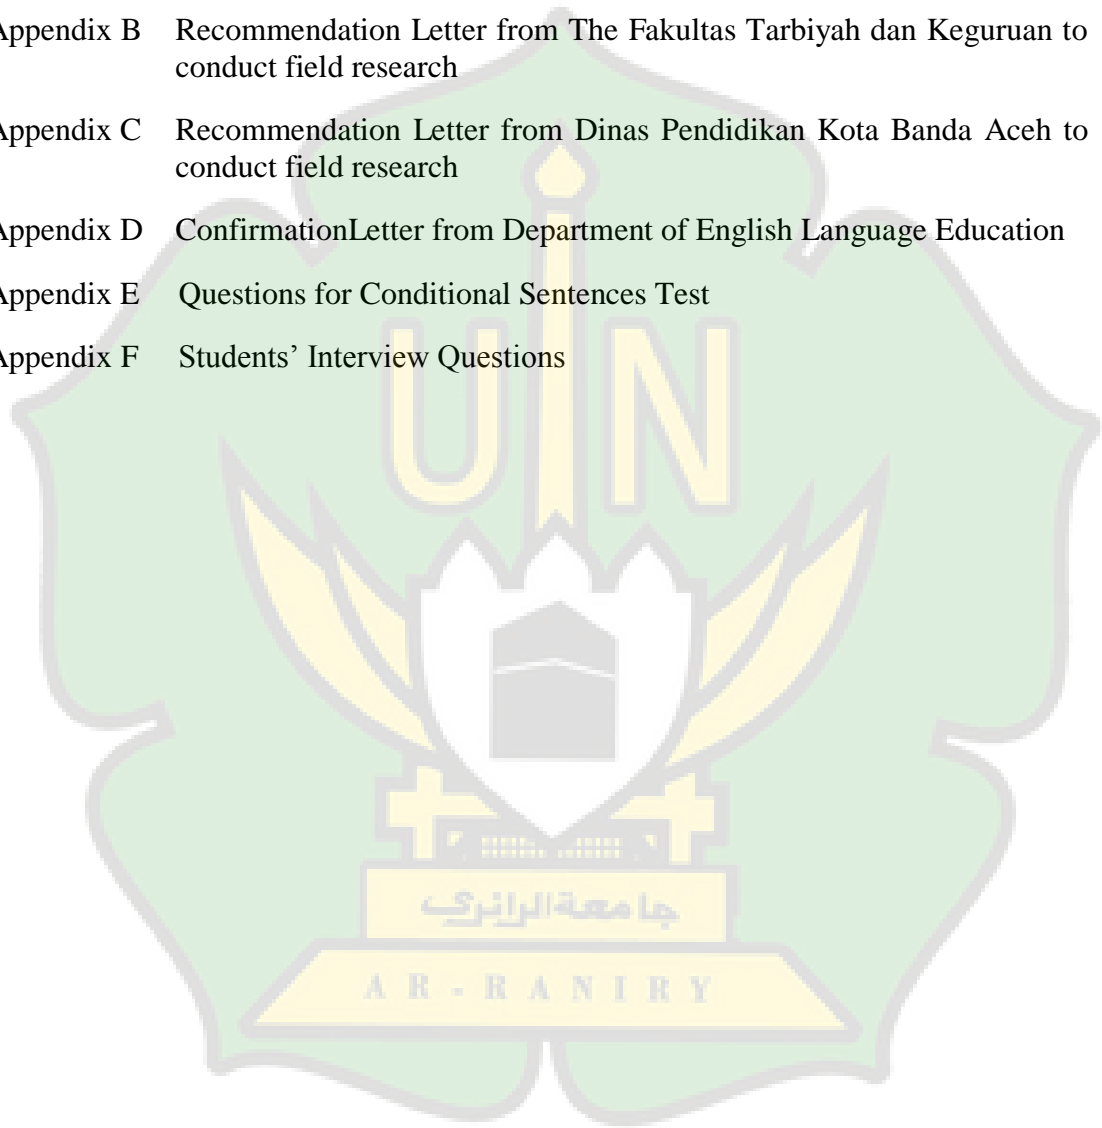 Appendix B Recommendation Letter from The Fakultas Tarbiyah dan Keguruan to
conduct field research
Appendix C Recommendation Letter from Dinas Pendidikan Kota Banda Aceh to
conduct field research
Appendix D ConfirmationLetter from Department of English Language Education
Appendix E Questions for Conditional Sentences Test
Appendix F Students’ Interview Questions
UIN
جامعةالرانرك
AR-RANIRY